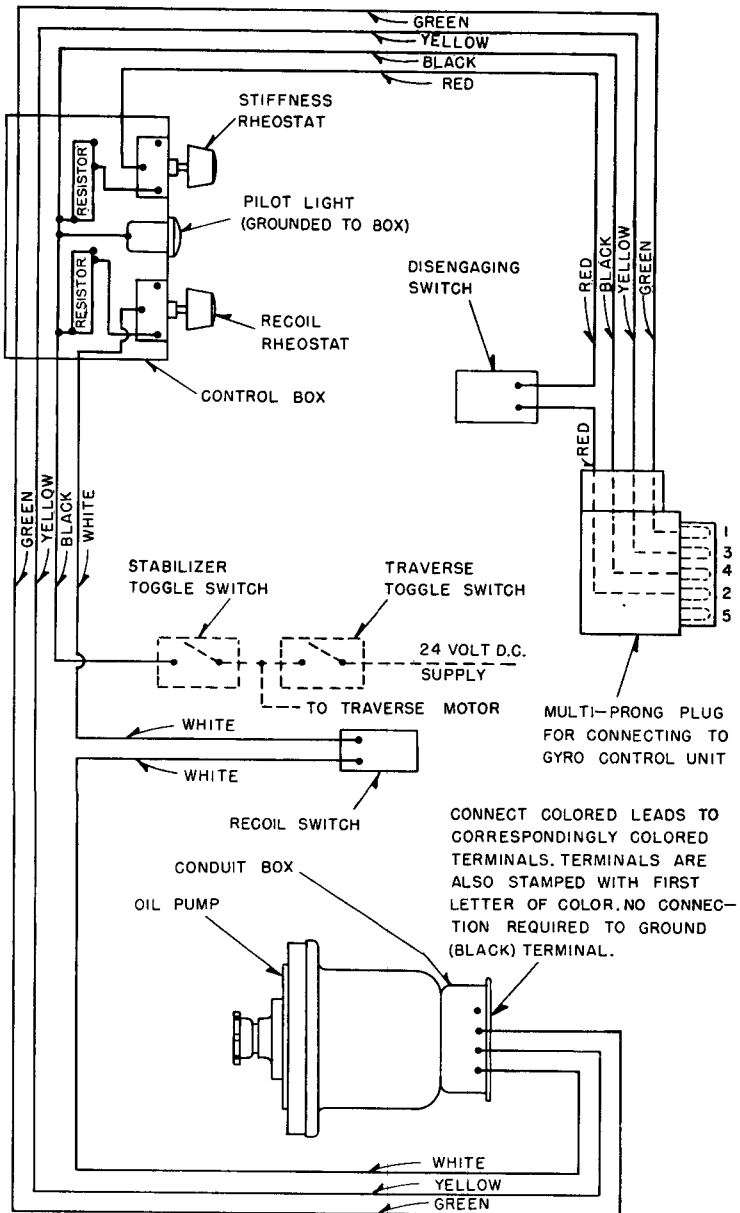 GREEN
YELLOW
BLACK
RED
STIFFNESS
RHEOSTAT
RESISTOR
PILOT LIGHT
(GROUNDED TO BOX)
RESISTOR
RECOIL
RHEOSTAT
CONTROL BOX
DISENGAGING
SWITCH
RED
BLACK
YELLOW
GREEN
RED
1
3
4
2
5
GREEN
YELLOW
BLACK
WHITE
STABILIZER
TOGGLE SWITCH
TRAVERSE
TOGGLE SWITCH
24 VOLT D.C.
SUPPLY
TO TRAVERSE MOTOR
MULTI-PRONG PLUG
FOR CONNECTING TO
GYRO CONTROL UNIT
WHITE
WHITE
RECOIL SWITCH
CONNECT COLORED LEADS TO
CORRESPONDINGLY COLORED
TERMINALS. TERMINALS ARE
ALSO STAMPED WITH FIRST
LETTER OF COLOR. NO CONNEC-
TION REQUIRED TO GROUND
(BLACK) TERMINAL.
CONDUIT BOX
OIL PUMP
WHITE
YELLOW
GREEN